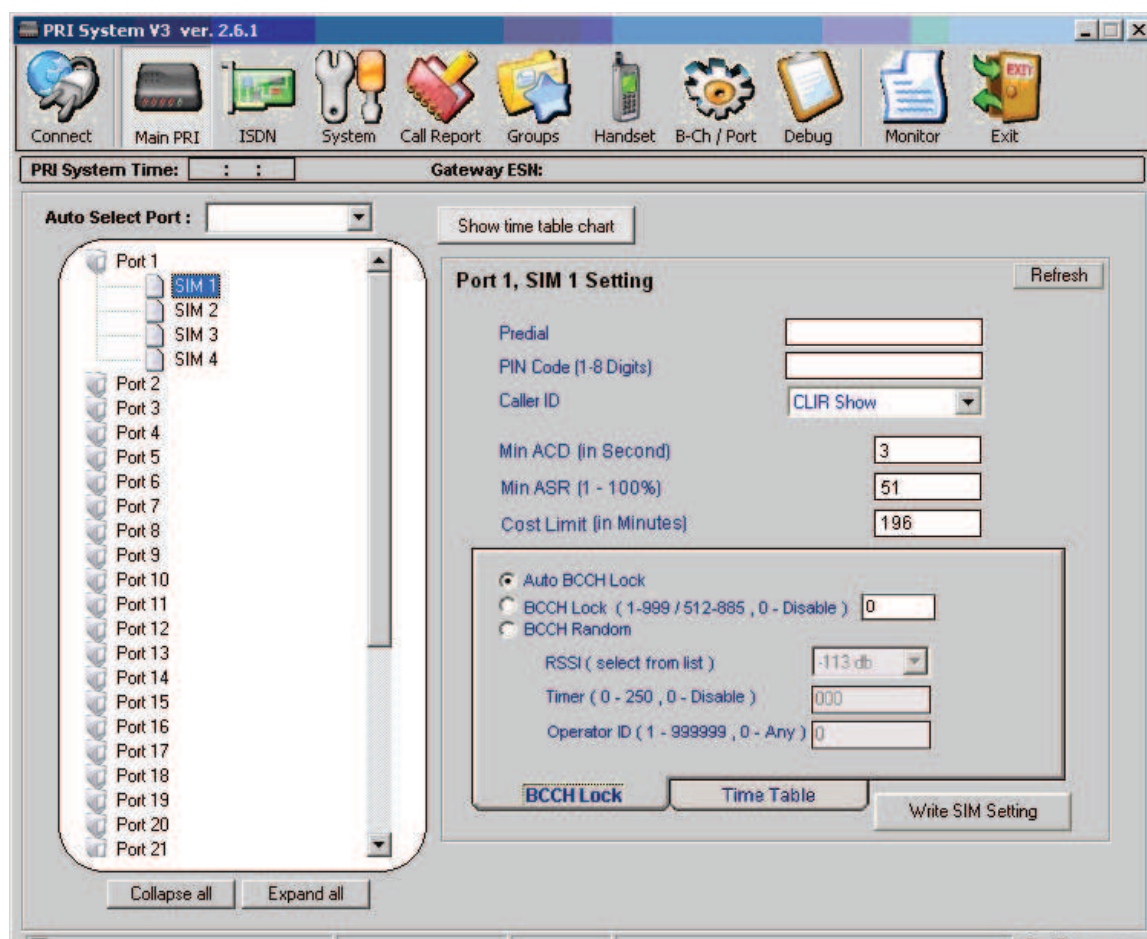 PRI System V3 ver. 2.6.1
Connect
Main PRI
ISDN
System
Call Report
Groups
Handset
B-Ch / Port
Debug
Monitor
EXIT
Exit
PRI System Time: : :
Gateway ESN:
Auto Select Port :
Show time table chart
Port 1
SIM 1
SIM 2
SIM 3
SIM 4
Port 2
Port 3
Port 4
Port 5
Port 6
Port 7
Port 8
Port 9
Port 10
Port 11
Port 12
Port 13
Port 14
Port 15
Port 16
Port 17
Port 18
Port 19
Port 20
Port 21
Collapse all
Expand all
Port 1, SIM 1 Setting
Refresh
Predial
PIN Code (1-8 Digits)
Caller ID CLIR Show
Min ACD (in Second) 3
Min ASR (1 - 100%) 51
Cost Limit (in Minutes) 196
Auto BCCH Lock
BCCH Lock ( 1-999 / 512-885 , 0 - Disable ) 0
BCCH Random
RSSI ( select from list ) -113 db
Timer ( 0 - 250 , 0 - Disable ) 000
Operator ID ( 1 - 999999 , 0 - Any ) 0
BCCH Lock
Time Table
Write SIM Setting